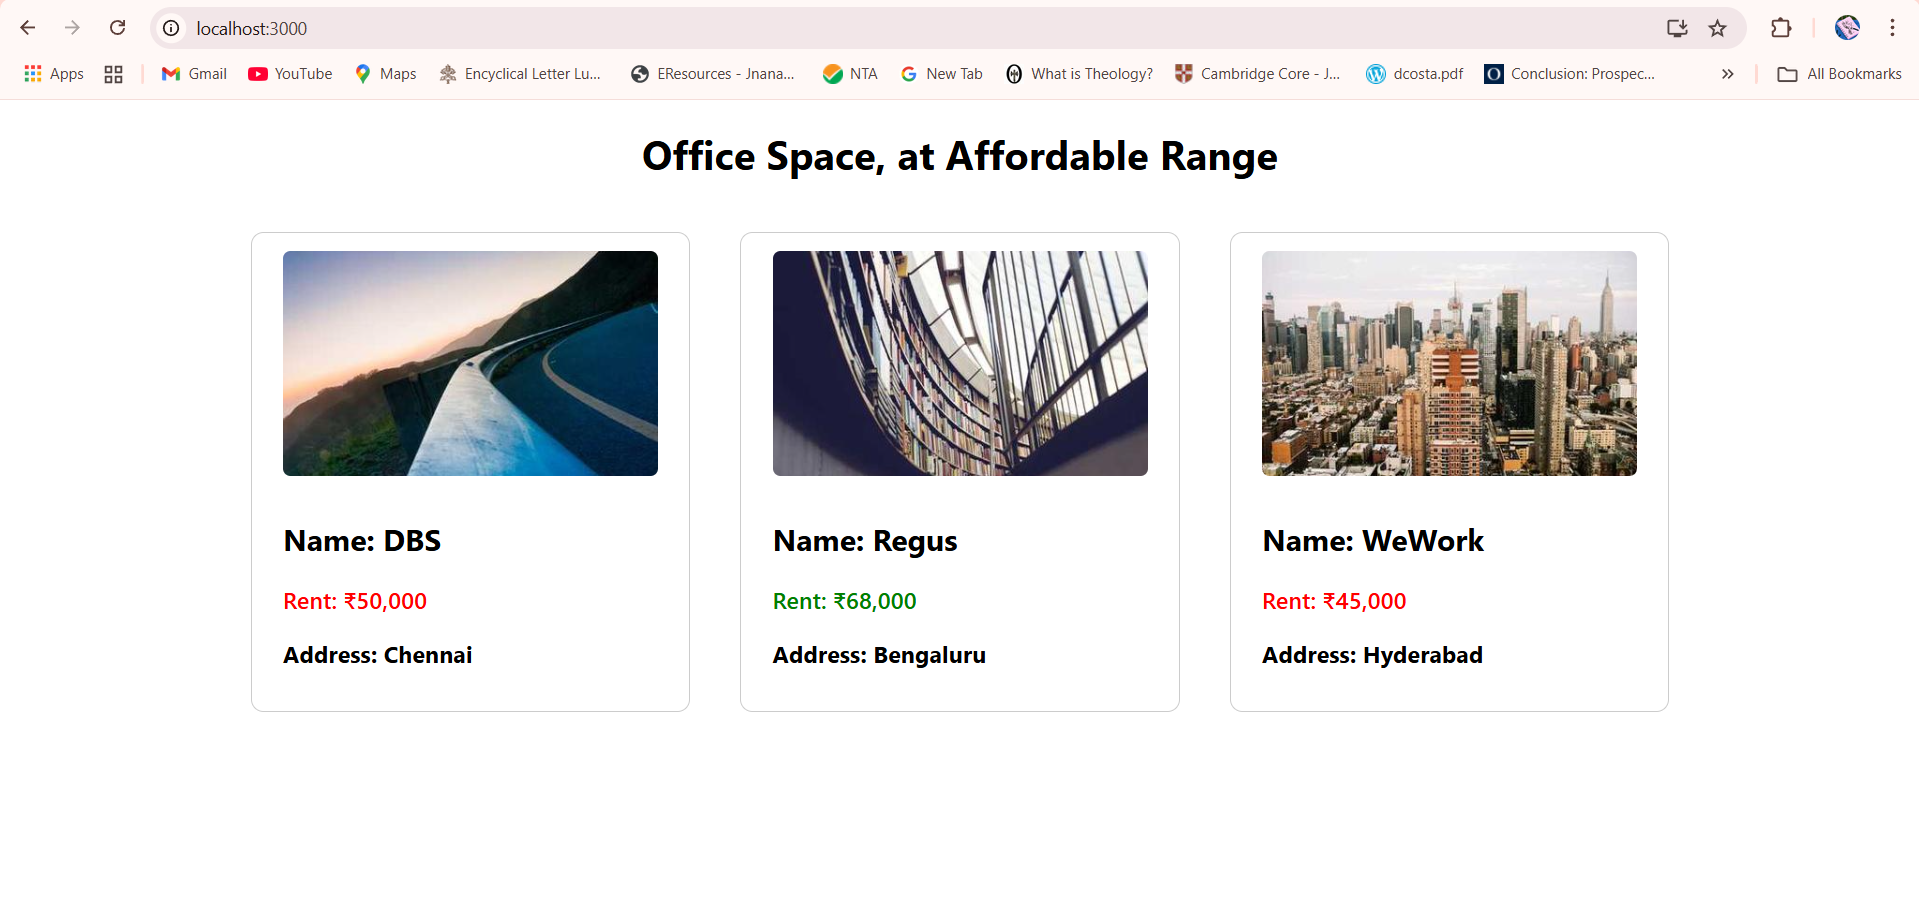 localhost:3000
Apps Gmail YouTube Maps Encyclical Letter Lu... EResources - Jnana... NTA New Tab What is Theology? Cambridge Core - J... dcosta.pdf Conclusion: Prospec... » All Bookmarks
Office Space, at Affordable Range
Name: DBS
Rent: ₹50,000
Address: Chennai
Name: Regus
Rent: ₹68,000
Address: Bengaluru
Name: WeWork
Rent: ₹45,000
Address: Hyderabad